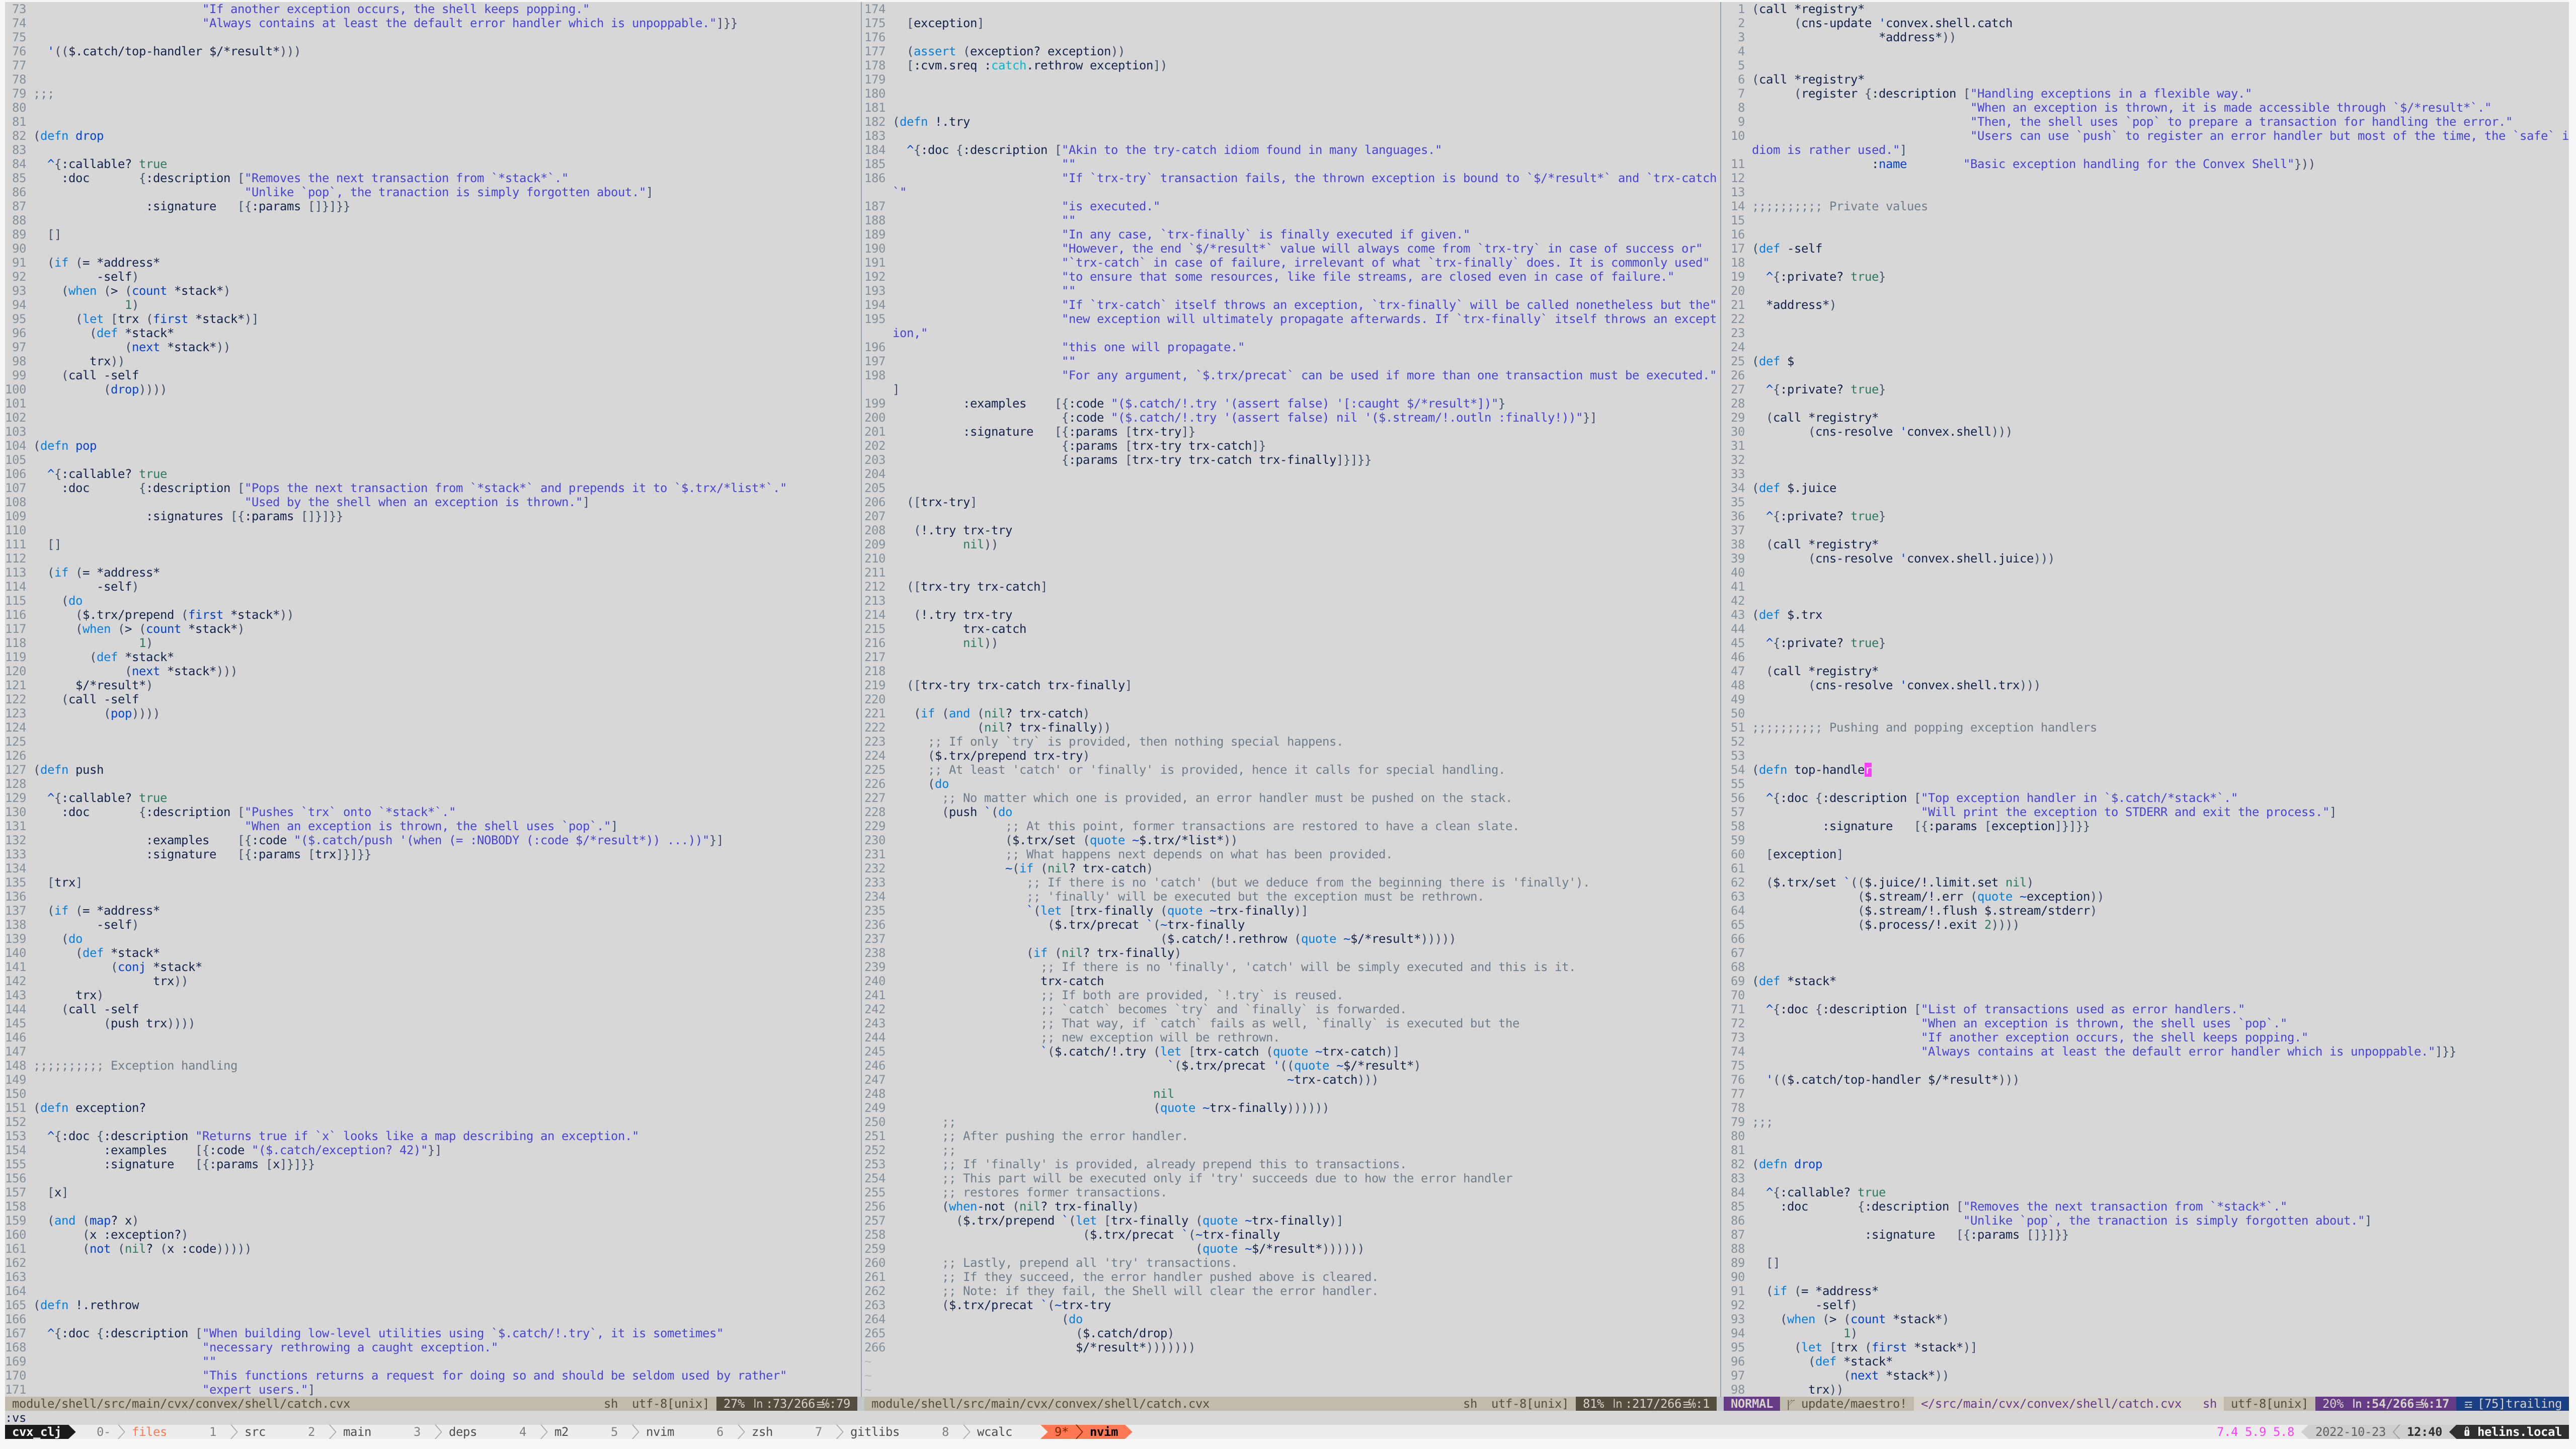 73 "If another exception occurs, the shell keeps popping."
74 "Always contains at least the default error handler which is unpoppable."]}}
75
76 '(($.catch/top-handler $/*result*)))
77
78
79 ;;;
80
81
82 (defn drop
83
84 ^{:callable? true
85 :doc {:description ["Removes the next transaction from `*stack*`."
86 "Unlike `pop`, the tranaction is simply forgotten about."]
87 :signature [{:params []}]}}
88
89 []
90
91 (if (= *address*
92 -self)
93 (when (> (count *stack*)
94 1)
95 (let [trx (first *stack*)]
96 (def *stack*
97 (next *stack*))
98 trx))
99 (call -self
100 (drop))))
101
102
103
104 (defn pop
105
106 ^{:callable? true
107 :doc {:description ["Pops the next transaction from `*stack*` and prepends it to `$.trx/*list*`."
108 "Used by the shell when an exception is thrown."]
109 :signatures [{:params []}]}}
110
111 []
112
113 (if (= *address*
114 -self)
115 (do
116 ($.trx/prepend (first *stack*))
117 (when (> (count *stack*)
118 1)
119 (def *stack*
120 (next *stack*)))
121 $/*result*)
122 (call -self
123 (pop))))
124
125
126
127 (defn push
128
129 ^{:callable? true
130 :doc {:description ["Pushes `trx` onto `*stack*`."
131 "When an exception is thrown, the shell uses `pop`."]
132 :examples [{:code "($.catch/push '(when (= :NOBODY (:code $/*result*)) ...))"}]
133 :signature [{:params [trx]}]}}
134
135 [trx]
136
137 (if (= *address*
138 -self)
139 (do
140 (def *stack*
141 (conj *stack*
142 trx))
143 trx)
144 (call -self
145 (push trx))))
146
147
148 ;;;;;;;;;; Exception handling
149
150
151 (defn exception?
152
153 ^{:doc {:description "Returns true if `x` looks like a map describing an exception."
154 :examples [{:code "($.catch/exception? 42)"}]
155 :signature [{:params [x]}]}}
156
157 [x]
158
159 (and (map? x)
160 (x :exception?)
161 (not (nil? (x :code)))))
162
163
164
165 (defn !.rethrow
166
167 ^{:doc {:description ["When building low-level utilities using `$.catch/!.try`, it is sometimes"
168 "necessary rethrowing a caught exception."
169 ""
170 "This functions returns a request for doing so and should be seldom used by rather"
171 "expert users."]
module/shell/src/main/cvx/convex/shell/catch.cvx sh utf-8[unix] 27% ln:73/266≡℅:79
174
175 [exception]
176
177 (assert (exception? exception))
178 [:cvm.sreq :catch.rethrow exception])
179
180
181
182 (defn !.try
183
184 ^{:doc {:description ["Akin to the try-catch idiom found in many languages."
185 ""
186 "If `trx-try` transaction fails, the thrown exception is bound to `$/*result*` and `trx-catch
`"
187 "is executed."
188 ""
189 "In any case, `trx-finally` is finally executed if given."
190 "However, the end `$/*result*` value will always come from `trx-try` in case of success or"
191 "`trx-catch` in case of failure, irrelevant of what `trx-finally` does. It is commonly used"
192 "to ensure that some resources, like file streams, are closed even in case of failure."
193 ""
194 "If `trx-catch` itself throws an exception, `trx-finally` will be called nonetheless but the"
195 "new exception will ultimately propagate afterwards. If `trx-finally` itself throws an except
ion,"
196 "this one will propagate."
197 ""
198 "For any argument, `$.trx/precat` can be used if more than one transaction must be executed."
]
199 :examples [{:code "($.catch/!.try '(assert false) '[:caught $/*result*])"}
200 {:code "($.catch/!.try '(assert false) nil '($.stream/!.outln :finally!))"}]
201 :signature [{:params [trx-try]}
202 {:params [trx-try trx-catch]}
203 {:params [trx-try trx-catch trx-finally]}]}}
204
205
206 ([trx-try]
207
208 (!.try trx-try
209 nil))
210
211
212 ([trx-try trx-catch]
213
214 (!.try trx-try
215 trx-catch
216 nil))
217
218
219 ([trx-try trx-catch trx-finally]
220
221 (if (and (nil? trx-catch)
222 (nil? trx-finally))
223 ;; If only `try` is provided, then nothing special happens.
224 ($.trx/prepend trx-try)
225 ;; At least 'catch' or 'finally' is provided, hence it calls for special handling.
226 (do
227 ;; No matter which one is provided, an error handler must be pushed on the stack.
228 (push `(do
229 ;; At this point, former transactions are restored to have a clean slate.
230 ($.trx/set (quote ~$.trx/*list*))
231 ;; What happens next depends on what has been provided.
232 ~(if (nil? trx-catch)
233 ;; If there is no 'catch' (but we deduce from the beginning there is 'finally').
234 ;; 'finally' will be executed but the exception must be rethrown.
235 `(let [trx-finally (quote ~trx-finally)]
236 ($.trx/precat `(~trx-finally
237 ($.catch/!.rethrow (quote ~$/*result*)))))
238 (if (nil? trx-finally)
239 ;; If there is no 'finally', 'catch' will be simply executed and this is it.
240 trx-catch
241 ;; If both are provided, `!.try` is reused.
242 ;; `catch` becomes `try` and `finally` is forwarded.
243 ;; That way, if `catch` fails as well, `finally` is executed but the
244 ;; new exception will be rethrown.
245 `($.catch/!.try (let [trx-catch (quote ~trx-catch)]
246 `($.trx/precat '((quote ~$/*result*)
247 ~trx-catch)))
248 nil
249 (quote ~trx-finally))))))
250 ;;
251 ;; After pushing the error handler.
252 ;;
253 ;; If 'finally' is provided, already prepend this to transactions.
254 ;; This part will be executed only if 'try' succeeds due to how the error handler
255 ;; restores former transactions.
256 (when-not (nil? trx-finally)
257 ($.trx/prepend `(let [trx-finally (quote ~trx-finally)]
258 ($.trx/precat `(~trx-finally
259 (quote ~$/*result*))))))
260 ;; Lastly, prepend all 'try' transactions.
261 ;; If they succeed, the error handler pushed above is cleared.
262 ;; Note: if they fail, the Shell will clear the error handler.
263 ($.trx/precat `(~trx-try
264 (do
265 ($.catch/drop)
266 $/*result*)))))))
~
~
~
module/shell/src/main/cvx/convex/shell/catch.cvx sh utf-8[unix] 81% ln:217/266≡℅:1
1 (call *registry*
2 (cns-update 'convex.shell.catch
3 *address*))
4
5
6 (call *registry*
7 (register {:description ["Handling exceptions in a flexible way."
8 "When an exception is thrown, it is made accessible through `$/*result*`."
9 "Then, the shell uses `pop` to prepare a transaction for handling the error."
10 "Users can use `push` to register an error handler but most of the time, the `safe` i
diom is rather used."]
11 :name "Basic exception handling for the Convex Shell"}))
12
13
14 ;;;;;;;;;; Private values
15
16
17 (def -self
18
19 ^{:private? true}
20
21 *address*)
22
23
24
25 (def $
26
27 ^{:private? true}
28
29 (call *registry*
30 (cns-resolve 'convex.shell)))
31
32
33
34 (def $.juice
35
36 ^{:private? true}
37
38 (call *registry*
39 (cns-resolve 'convex.shell.juice)))
40
41
42
43 (def $.trx
44
45 ^{:private? true}
46
47 (call *registry*
48 (cns-resolve 'convex.shell.trx)))
49
50
51 ;;;;;;;;;; Pushing and popping exception handlers
52
53
54 (defn top-handler
55
56 ^{:doc {:description ["Top exception handler in `$.catch/*stack*`."
57 "Will print the exception to STDERR and exit the process."]
58 :signature [{:params [exception]}]}}
59
60 [exception]
61
62 ($.trx/set `(($.juice/!.limit.set nil)
63 ($.stream/!.err (quote ~exception))
64 ($.stream/!.flush $.stream/stderr)
65 ($.process/!.exit 2))))
66
67
68
69 (def *stack*
70
71 ^{:doc {:description ["List of transactions used as error handlers."
72 "When an exception is thrown, the shell uses `pop`."
73 "If another exception occurs, the shell keeps popping."
74 "Always contains at least the default error handler which is unpoppable."]}}
75
76 '(($.catch/top-handler $/*result*)))
77
78
79 ;;;
80
81
82 (defn drop
83
84 ^{:callable? true
85 :doc {:description ["Removes the next transaction from `*stack*`."
86 "Unlike `pop`, the tranaction is simply forgotten about."]
87 :signature [{:params []}]}}
88
89 []
90
91 (if (= *address*
92 -self)
93 (when (> (count *stack*)
94 1)
95 (let [trx (first *stack*)]
96 (def *stack*
97 (next *stack*))
98 trx))
NORMAL update/maestro! </src/main/cvx/convex/shell/catch.cvx sh utf-8[unix] 20% ln:54/266≡℅:17 [75]trailing
:vs
cvx_clj 0- files 1 src 2 main 3 deps 4 m2 5 nvim 6 zsh 7 gitlibs 8 wcalc 9* nvim 7.4 5.9 5.8 2022-10-23 12:40 helins.local